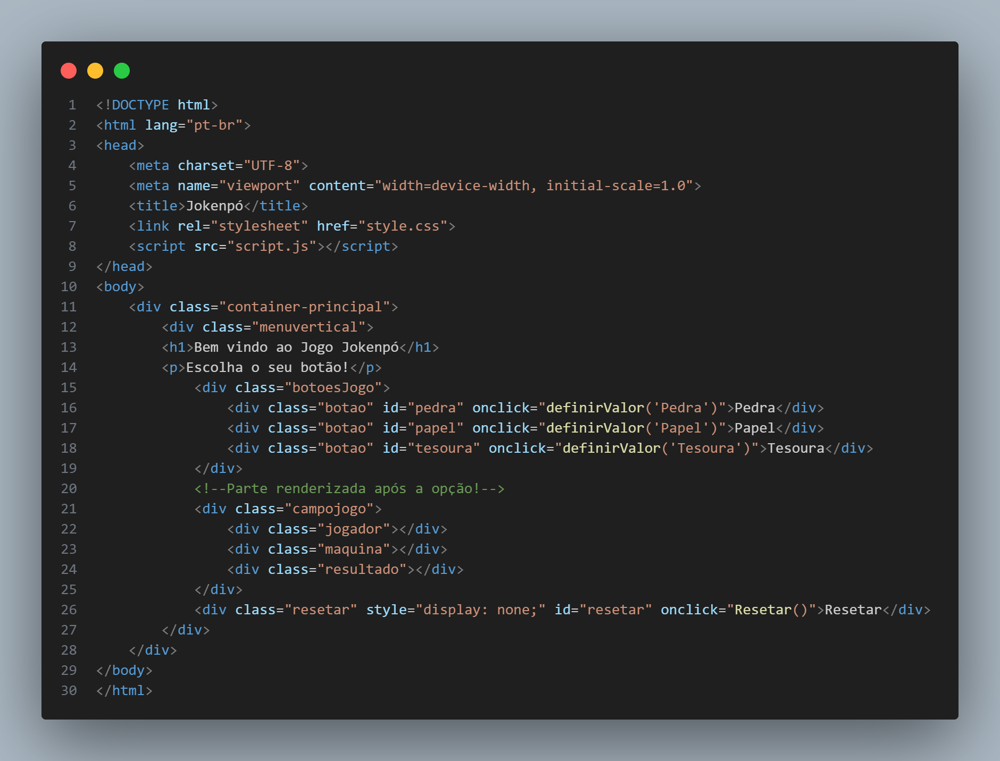 1 <!DOCTYPE html>
2 <html lang="pt-br">
3 <head>
4     <meta charset="UTF-8">
5     <meta name="viewport" content="width=device-width, initial-scale=1.0">
6     <title>Jokenpó</title>
7     <link rel="stylesheet" href="style.css">
8     <script src="script.js"></script>
9 </head>
10 <body>
11     <div class="container-principal">
12         <div class="menuvertical">
13         <h1>Bem vindo ao Jogo Jokenpó</h1>
14         <p>Escolha o seu botão!</p>
15             <div class="botoesJogo">
16                 <div class="botao" id="pedra" onclick="definirValor('Pedra')">Pedra</div>
17                 <div class="botao" id="papel" onclick="definirValor('Papel')">Papel</div>
18                 <div class="botao" id="tesoura" onclick="definirValor('Tesoura')">Tesoura</div>
19             </div>
20             <!--Parte renderizada após a opção!-->
21             <div class="campojogo">
22                 <div class="jogador"></div>
23                 <div class="maquina"></div>
24                 <div class="resultado"></div>
25             </div>
26             <div class="resetar" style="display: none;" id="resetar" onclick="Resetar()">Resetar</div>
27         </div>
28     </div>
29 </body>
30 </html>